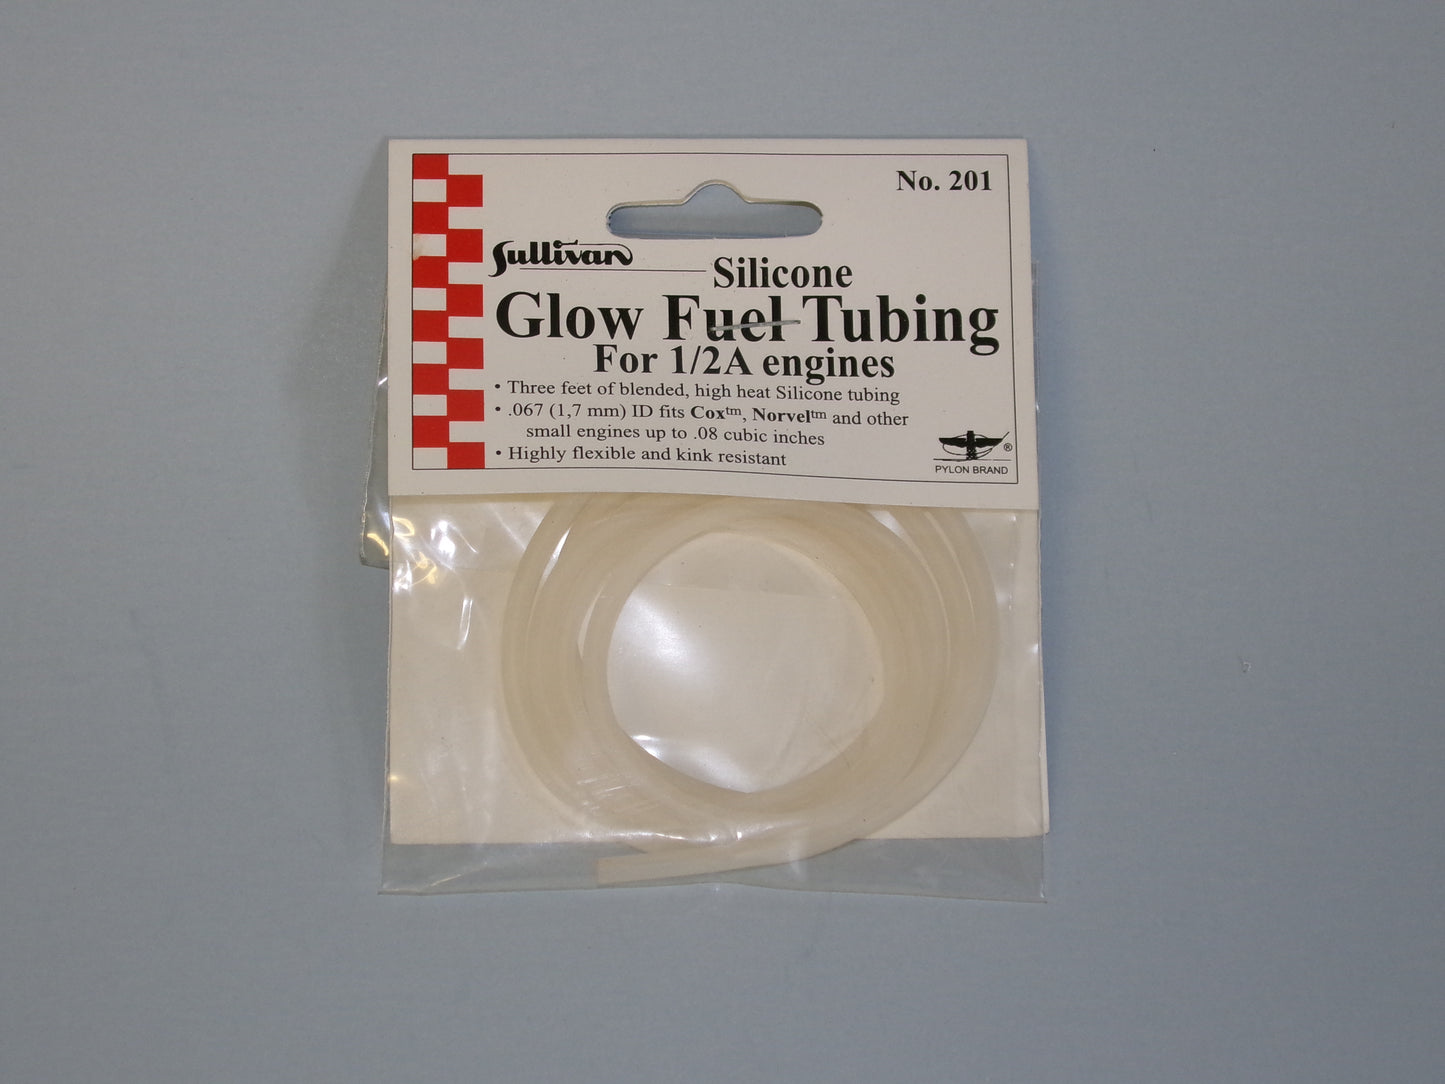 No. 201
Sullivan
Silicone
Glow Fuel Tubing
For 1/2A engines
• Three feet of blended, high heat Silicone tubing
• .067 (1,7 mm) ID fits Cox™, Norvel™ and other
small engines up to .08 cubic inches
• Highly flexible and kink resistant
®
PYLON BRAND